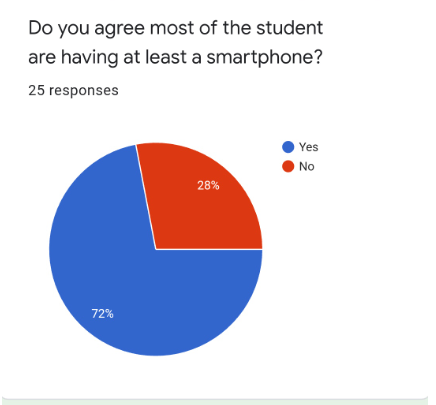 Do you agree most of the student
are having at least a smartphone?
25 responses
Yes
No
28%
72%